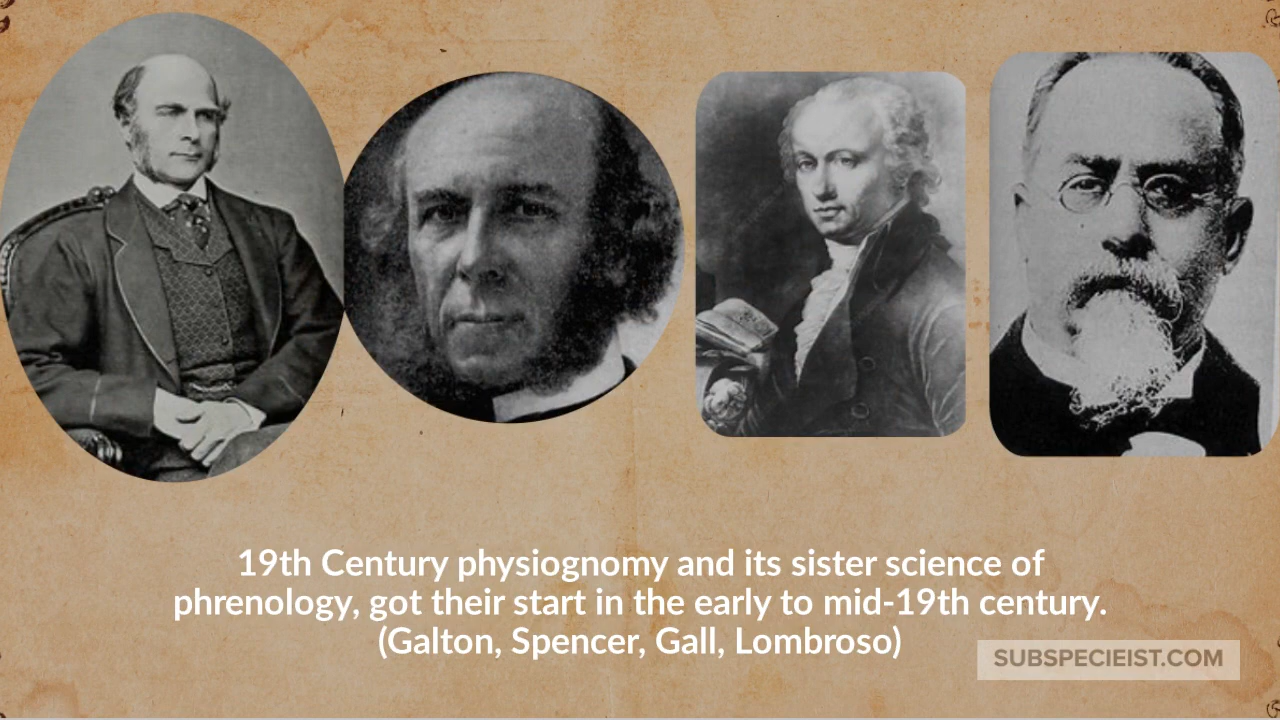 19th Century physiognomy and its sister science of
phrenology, got their start in the early to mid-19th century.
(Galton, Spencer, Gall, Lombroso)
SUBSPECIEIST.COM